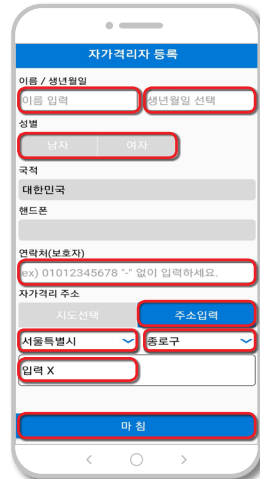 자가격리자 등록
이름 / 생년월일
이름 입력 생년월일 선택
성별
남자 여자
국적
대한민국
핸드폰
연락처(보호자)
ex) 01012345678 "-" 없이 입력하세요.
자가격리 주소
지도선택 주소입력
서울특별시 종로구
입력 X
마 침